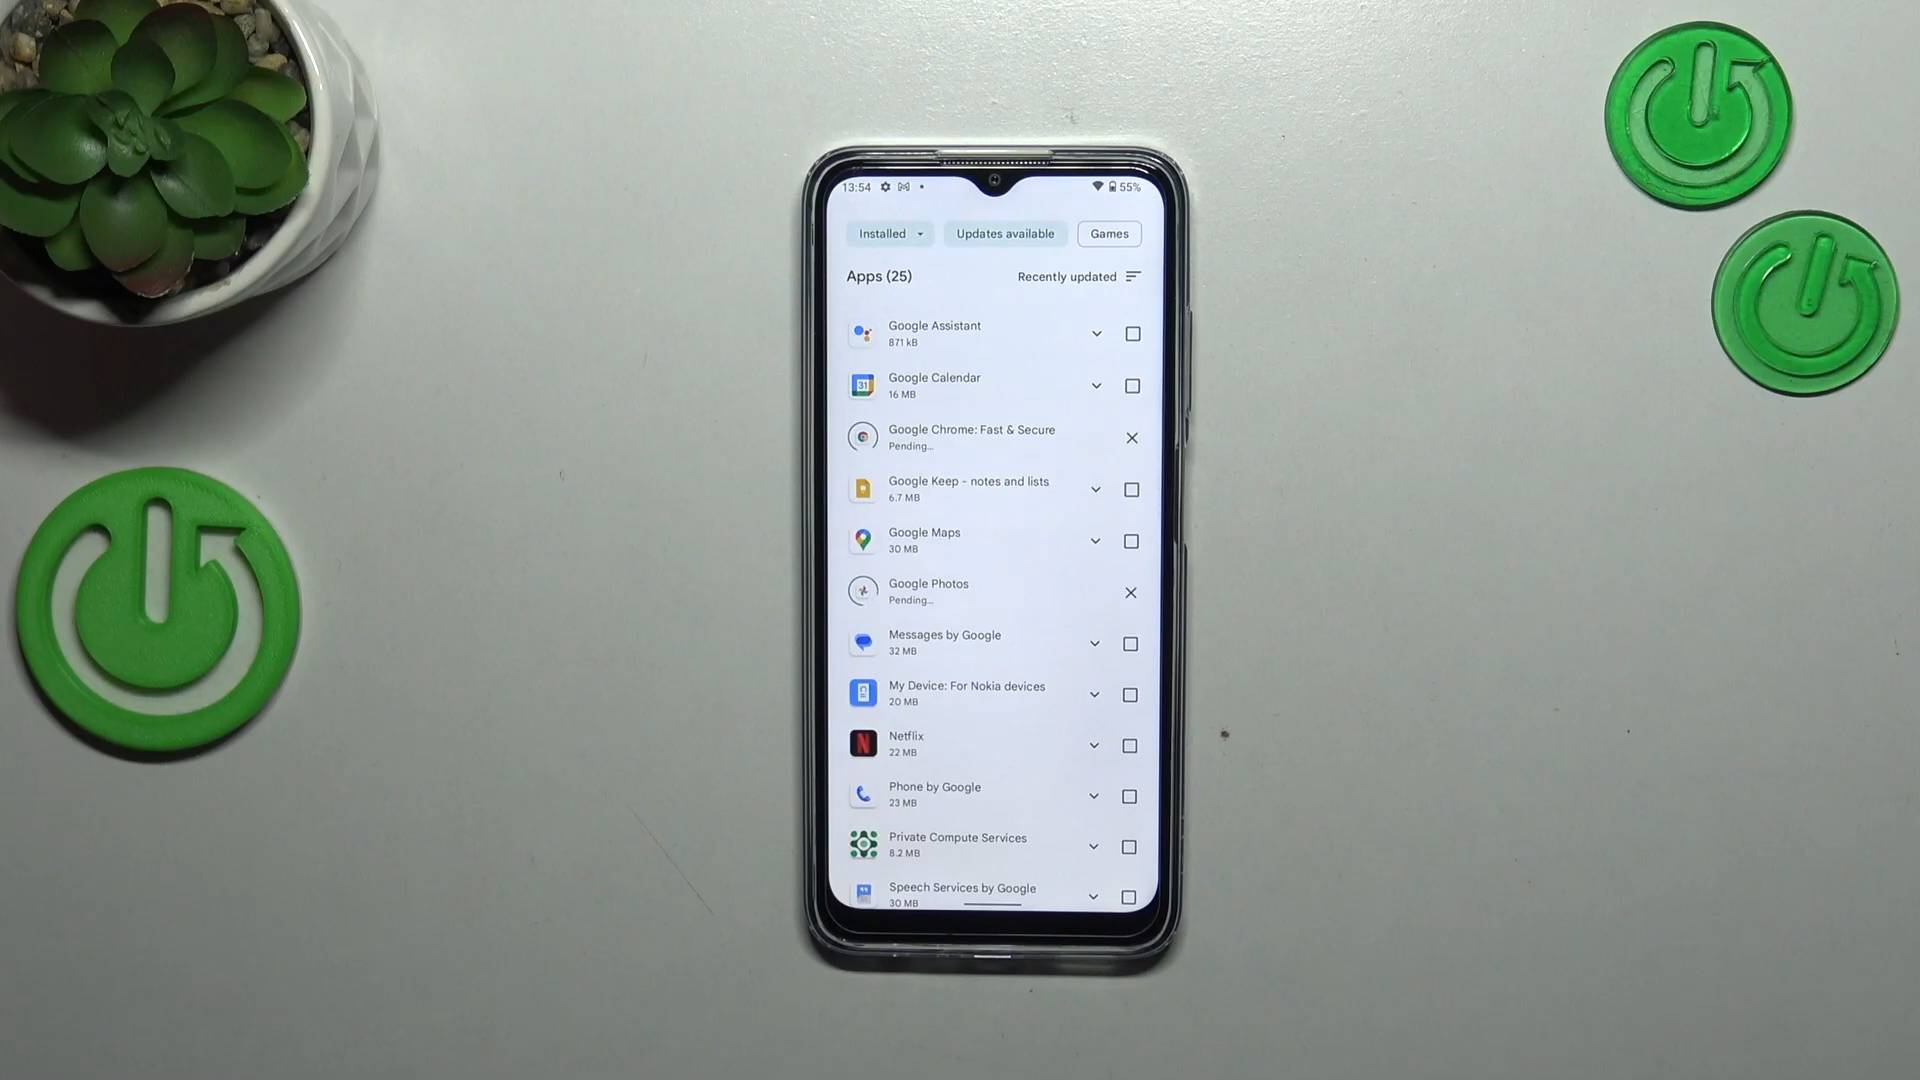 13:54 55%
Installed Updates available Games
Apps (25) Recently updated
Google Assistant
871 kB
31
Google Calendar
16 MB
Google Chrome: Fast & Secure
Pending...
Google Keep - notes and lists
6.7 MB
Google Maps
30 MB
Google Photos
Pending...
Messages by Google
32 MB
My Device: For Nokia devices
20 MB
N
Netflix
22 MB
Phone by Google
23 MB
Private Compute Services
8.2 MB
Speech Services by Google
30 MB